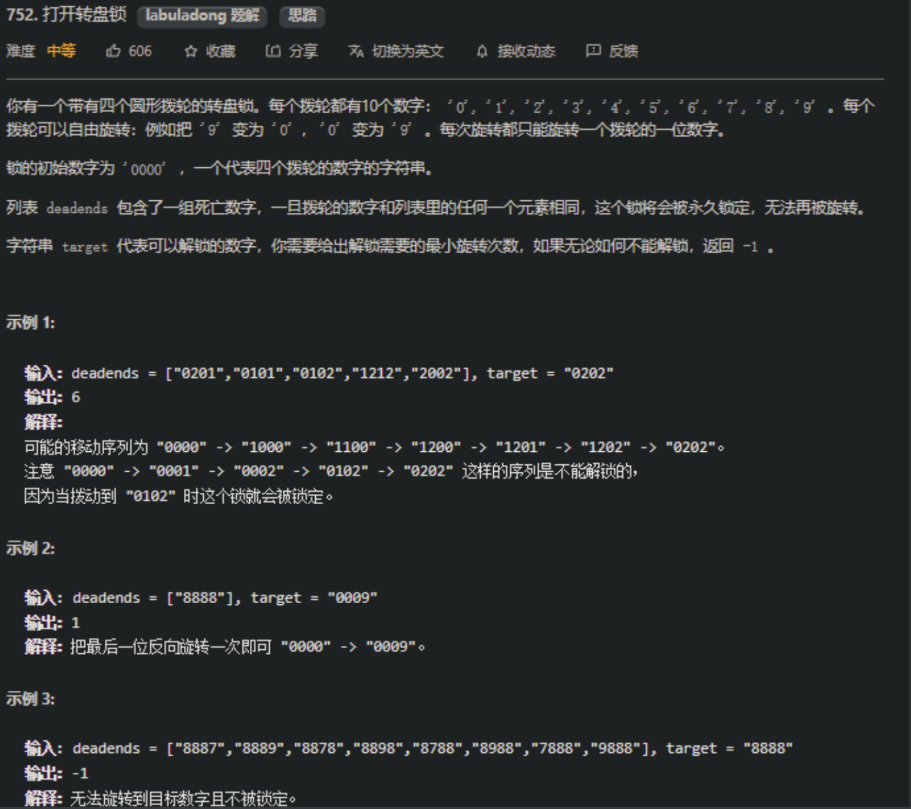 752. 打开转盘锁 labuladong 题解 思路
难度 中等 606 收藏 分享 切换为英文 接收动态 反馈
你有一个带有四个圆形拨轮的转盘锁。每个拨轮都有10个数字： '0', '1', '2', '3', '4', '5', '6', '7', '8', '9' 。每个
拨轮可以自由旋转：例如把 '9' 变为 '0'，'0' 变为 '9' 。每次旋转都只能旋转一个拨轮的一位数字。
锁的初始数字为 '0000' ，一个代表四个拨轮的数字的字符串。
列表 deadends 包含了一组死亡数字，一旦拨轮的数字和列表里的任何一个元素相同，这个锁将会被永久锁定，无法再被旋转。
字符串 target 代表可以解锁的数字，你需要给出解锁需要的最小旋转次数，如果无论如何不能解锁，返回 -1 。
示例 1:
输入: deadends = ["0201","0101","0102","1212","2002"], target = "0202"
输出: 6
解释:
可能的移动序列为 "0000" -> "1000" -> "1100" -> "1200" -> "1201" -> "1202" -> "0202"。
注意 "0000" -> "0001" -> "0002" -> "0102" -> "0202" 这样的序列是不能解锁的，
因为当拨动到 "0102" 时这个锁就会被锁定。
示例 2:
输入: deadends = ["8888"], target = "0009"
输出: 1
解释: 把最后一位反向旋转一次即可 "0000" -> "0009"。
示例 3:
输入: deadends = ["8887","8889","8878","8898","8788","8988","7888","9888"], target = "8888"
输出: -1
解释: 无法旋转到目标数字且不被锁定。